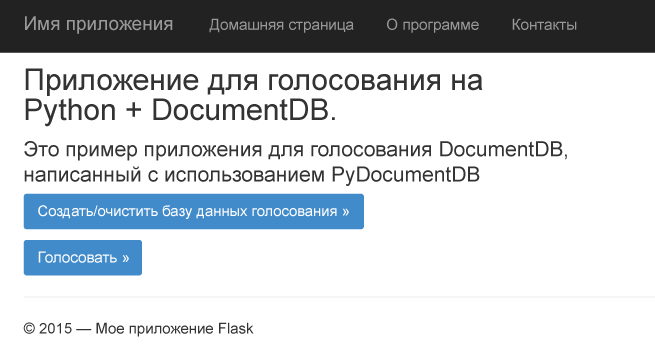 Имя приложения Домашняя страница О программе Контакты
Приложение для голосования на
Python + DocumentDB.
Это пример приложения для голосования DocumentDB,
написанный с использованием PyDocumentDB
Создать/очистить базу данных голосования »
Голосовать »
© 2015 — Мое приложение Flask